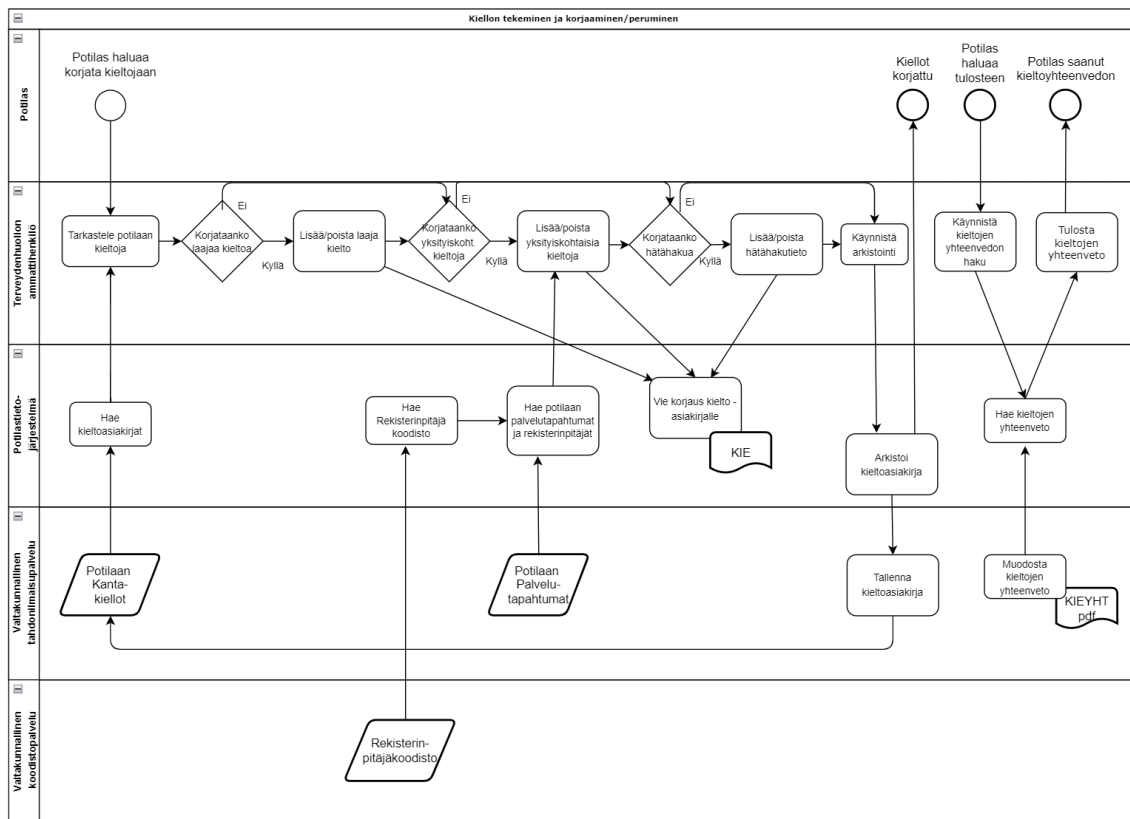 Kiellon tekeminen ja korjaaminen/peruminen
Potilas
Potilas haluaa
korjata kieltojaan
Kiellot
korjattu
Potilas
haluaa
tulosteen
Potilas saanut
kieltoyhteenvedon
Terveydenhuollon
ammattihenkilö
Tarkastele potilaan
kieltoja
Korjataanko
laajaa kieltoa
Ei
Kyllä
Lisää/poista laaja
kielto
Korjataanko
yksityiskoht.
kieltoja
Ei
Kyllä
Lisää/poista
yksityiskohtaisia
kieltoja
Korjataanko
hätähakua
Ei
Kyllä
Lisää/poista
hätähakutieto
Käynnistä
arkistointi
Käynnistä
kieltojen
yhteenvedon
haku
Tulosta
kieltojen
yhteenveto
Potilastieto-
järjestelmä
Hae
kieltoasiakirjat
Hae
Rekisterinpitäjä
koodisto
Hae potilaan
palvelutapahtumat
ja rekisterinpitäjät
Vie korjaus kielto -
asiakirjalle
KIE
Arkistoi
kieltoasiakirja
Hae kieltojen
yhteenveto
Valtakunnallinen
tahdonilmaisupalvelu
Potilaan
Kanta-
kiellot
Potilaan
Palvelu-
tapahtumat
Tallenna
kieltoasiakirja
Muodosta
kieltojen
yhteenveto
KIEYHT
pdf
Valtakunnallinen
koodistopalvelu
Rekisterin-
pitäjäkoodisto